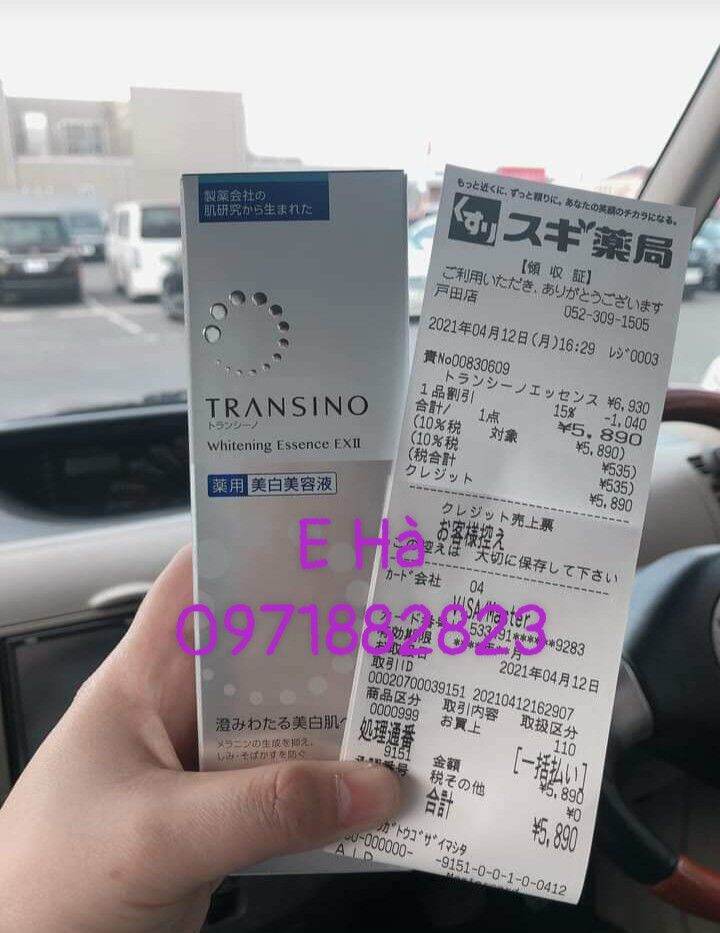 製薬会社の
肌研究から生まれた
TRANSINO
トランシーノ
Whitening Essence EXII
薬用 美白美容液
澄みわたる美白肌へ
メラニンの生成を抑え、
しみ・そばかすを防ぐ
E Hà
0971882823
もっと近くに、ずっと頼りに。あなたの笑顔のチカラになる。
くすり スギ薬局
【領収証】
ご利用いただき、ありがとうございます
戸田店 052-309-1505
2021年04月12日(月)16:29 レジ0003
責No00830609
トランシーノエッセンス ¥6,930
1品割引 15% -1,040
合計/ 1点 ¥5,890
(10%税 対象 ¥5,890)
(10%税 ¥535)
(税合計 ¥535)
クレジット ¥5,890
クレジット売上票
お客様控え
この控えは 大切に保存して下さい
カード会社 04
VISA/Master
9283
有効期限
2021年04月12日
取引ID
00020700039151 20210412162907
商品区分 取引内容 取扱区分
0000999 お買上 110
処理通番 [一括払い]
9151 金額 ¥5,890
税その他 ¥0
合計 ¥5,890
-9151-0-0-1-0-0412